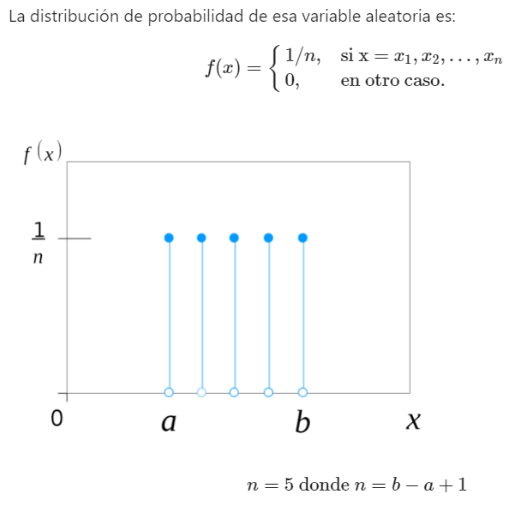 La distribución de probabilidad de esa variable aleatoria es:
f(x) = { 1/n, si x = x₁, x₂, . . . , xₙ
0, en otro caso.
f(x)
1/n
0 a b x
n = 5 donde n = b − a + 1